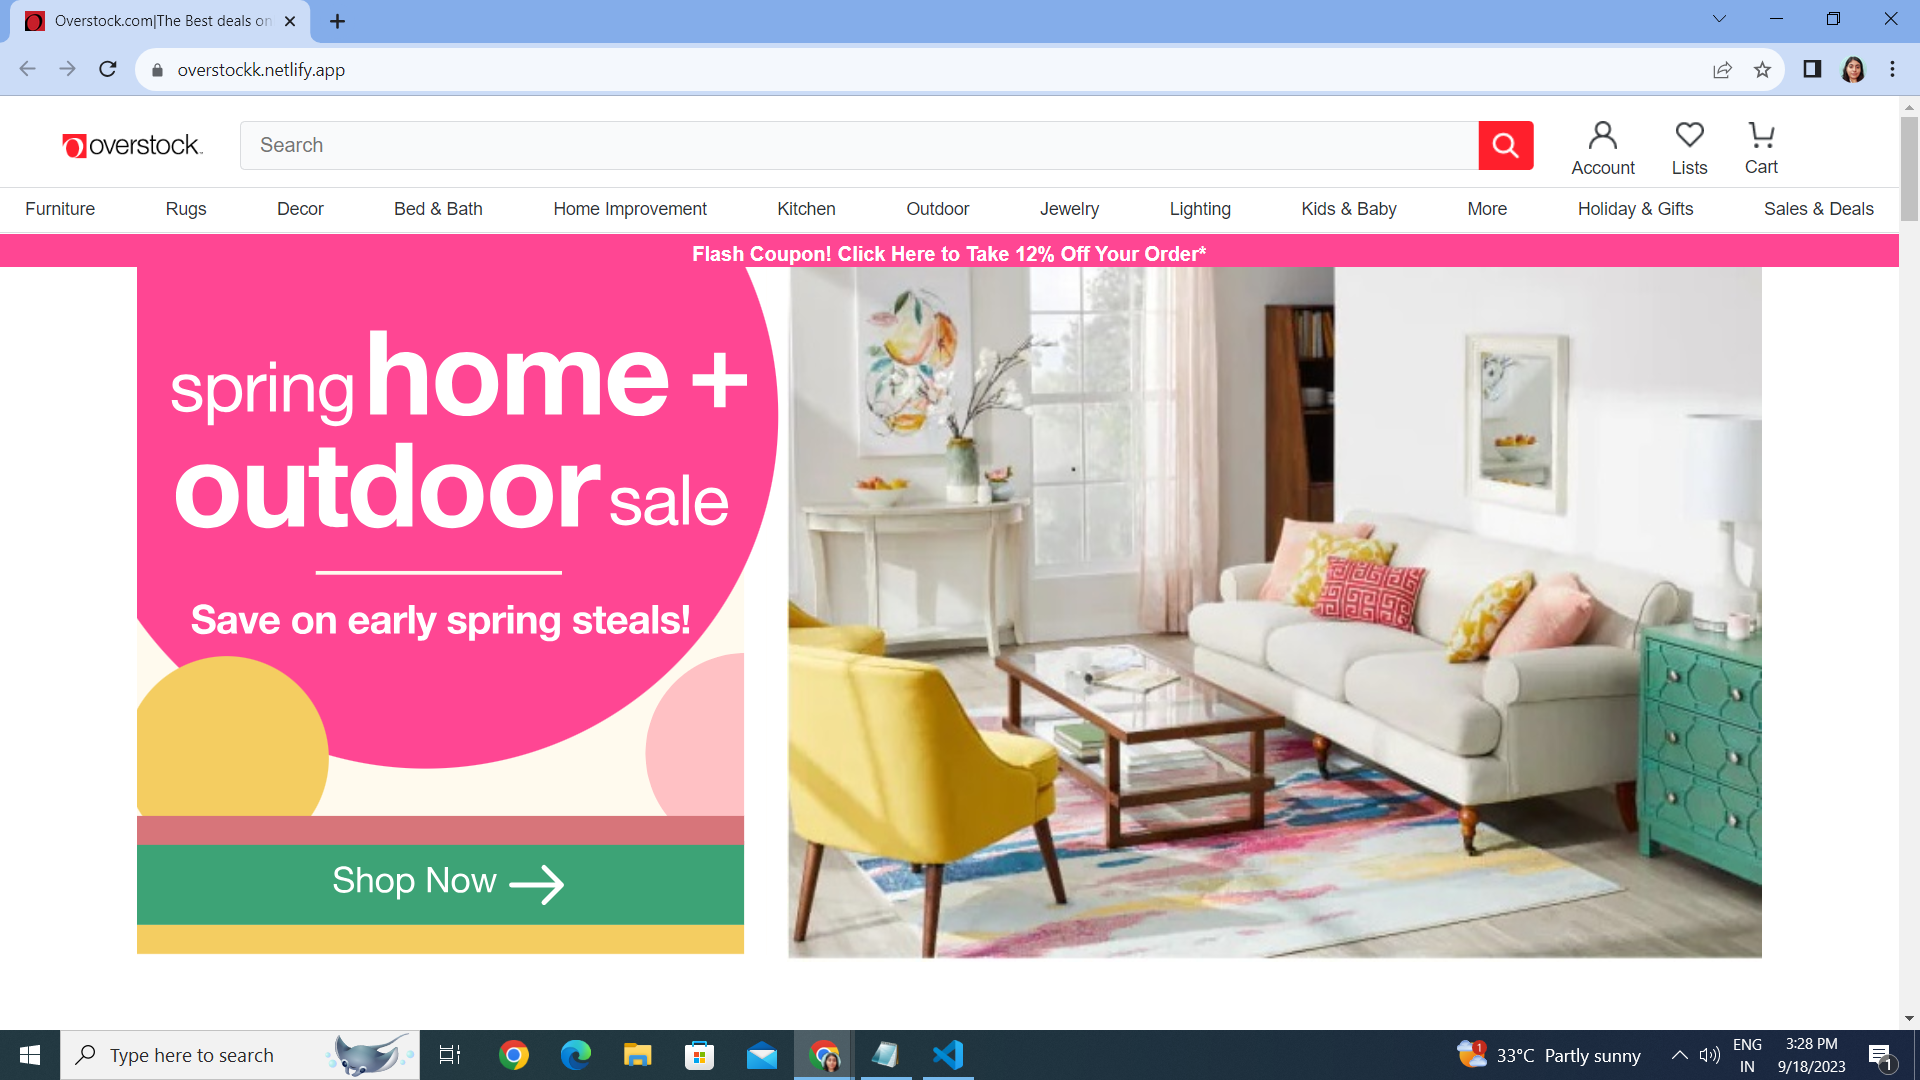 Overstock.com|The Best deals on
overstockk.netlify.app
overstock
Search
Account
Lists
Cart
Furniture
Rugs
Decor
Bed & Bath
Home Improvement
Kitchen
Outdoor
Jewelry
Lighting
Kids & Baby
More
Holiday & Gifts
Sales & Deals
Flash Coupon! Click Here to Take 12% Off Your Order*
spring home +
outdoor sale
Save on early spring steals!
Shop Now
Type here to search
1
33°C Partly sunny
ENG
IN
3:28 PM
9/18/2023
1